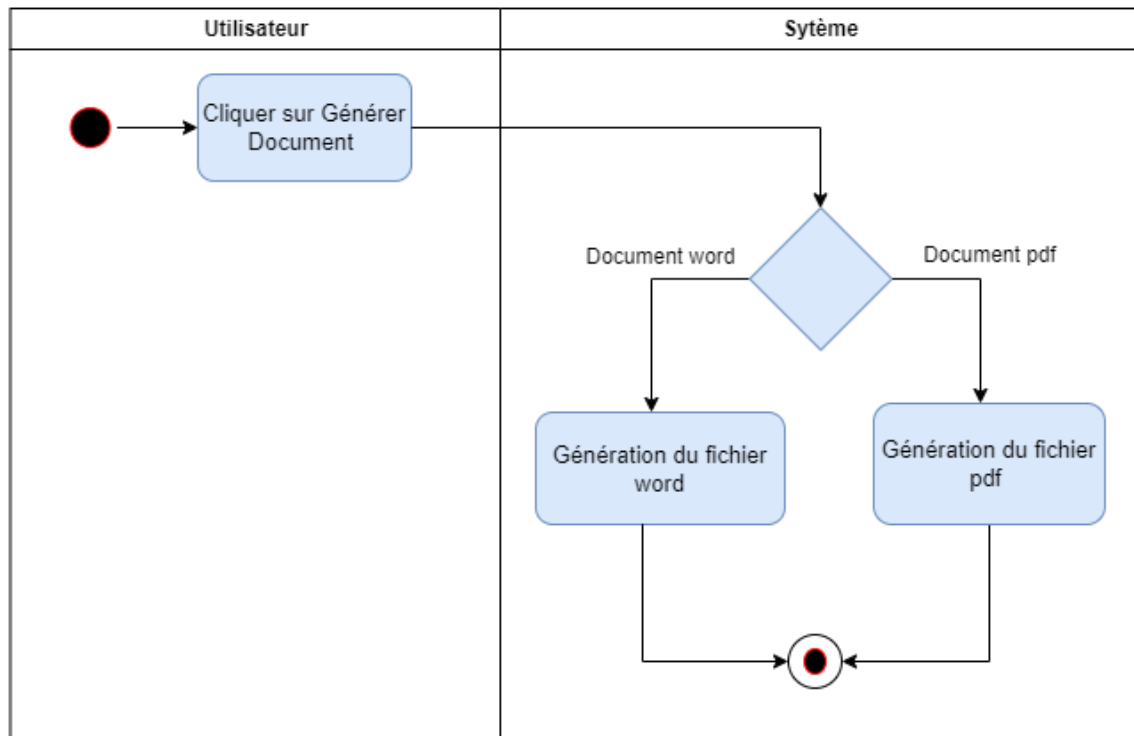 Utilisateur
Sytème
Cliquer sur Générer
Document
Document word
Document pdf
Génération du fichier
word
Génération du fichier
pdf